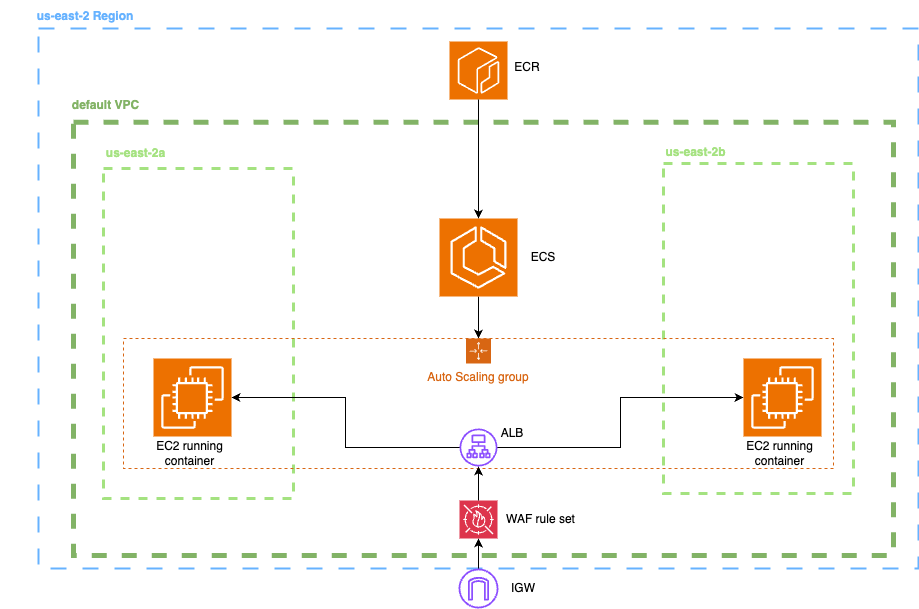 us-east-2 Region
ECR
default VPC
us-east-2a
us-east-2b
ECS
Auto Scaling group
ALB
EC2 running
container
EC2 running
container
WAF rule set
IGW